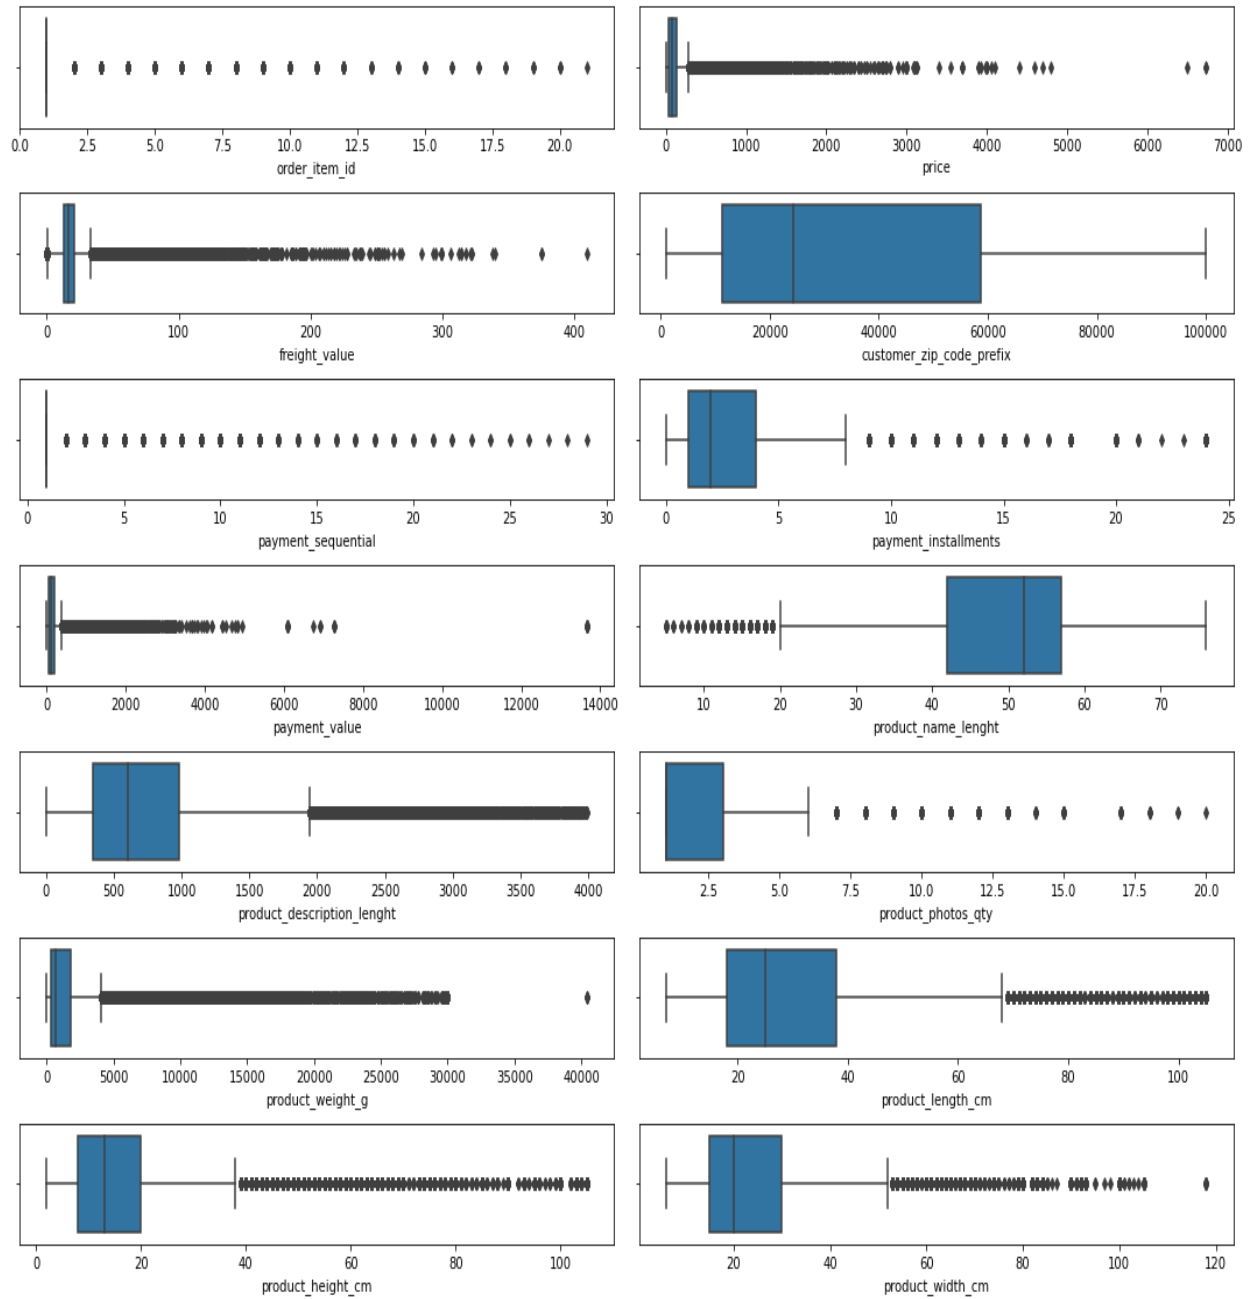 0.0 2.5 5.0 7.5 10.0 12.5 15.0 17.5 20.0
order_item_id
0 1000 2000 3000 4000 5000 6000 7000
price
0 100 200 300 400
freight_value
0 20000 40000 60000 80000 100000
customer_zip_code_prefix
0 5 10 15 20 25 30
payment_sequential
0 5 10 15 20 25
payment_installments
0 2000 4000 6000 8000 10000 12000 14000
payment_value
10 20 30 40 50 60 70
product_name_lenght
0 500 1000 1500 2000 2500 3000 3500 4000
product_description_lenght
2.5 5.0 7.5 10.0 12.5 15.0 17.5 20.0
product_photos_qty
0 5000 10000 15000 20000 25000 30000 35000 40000
product_weight_g
20 40 60 80 100
product_length_cm
0 20 40 60 80 100
product_height_cm
20 40 60 80 100 120
product_width_cm